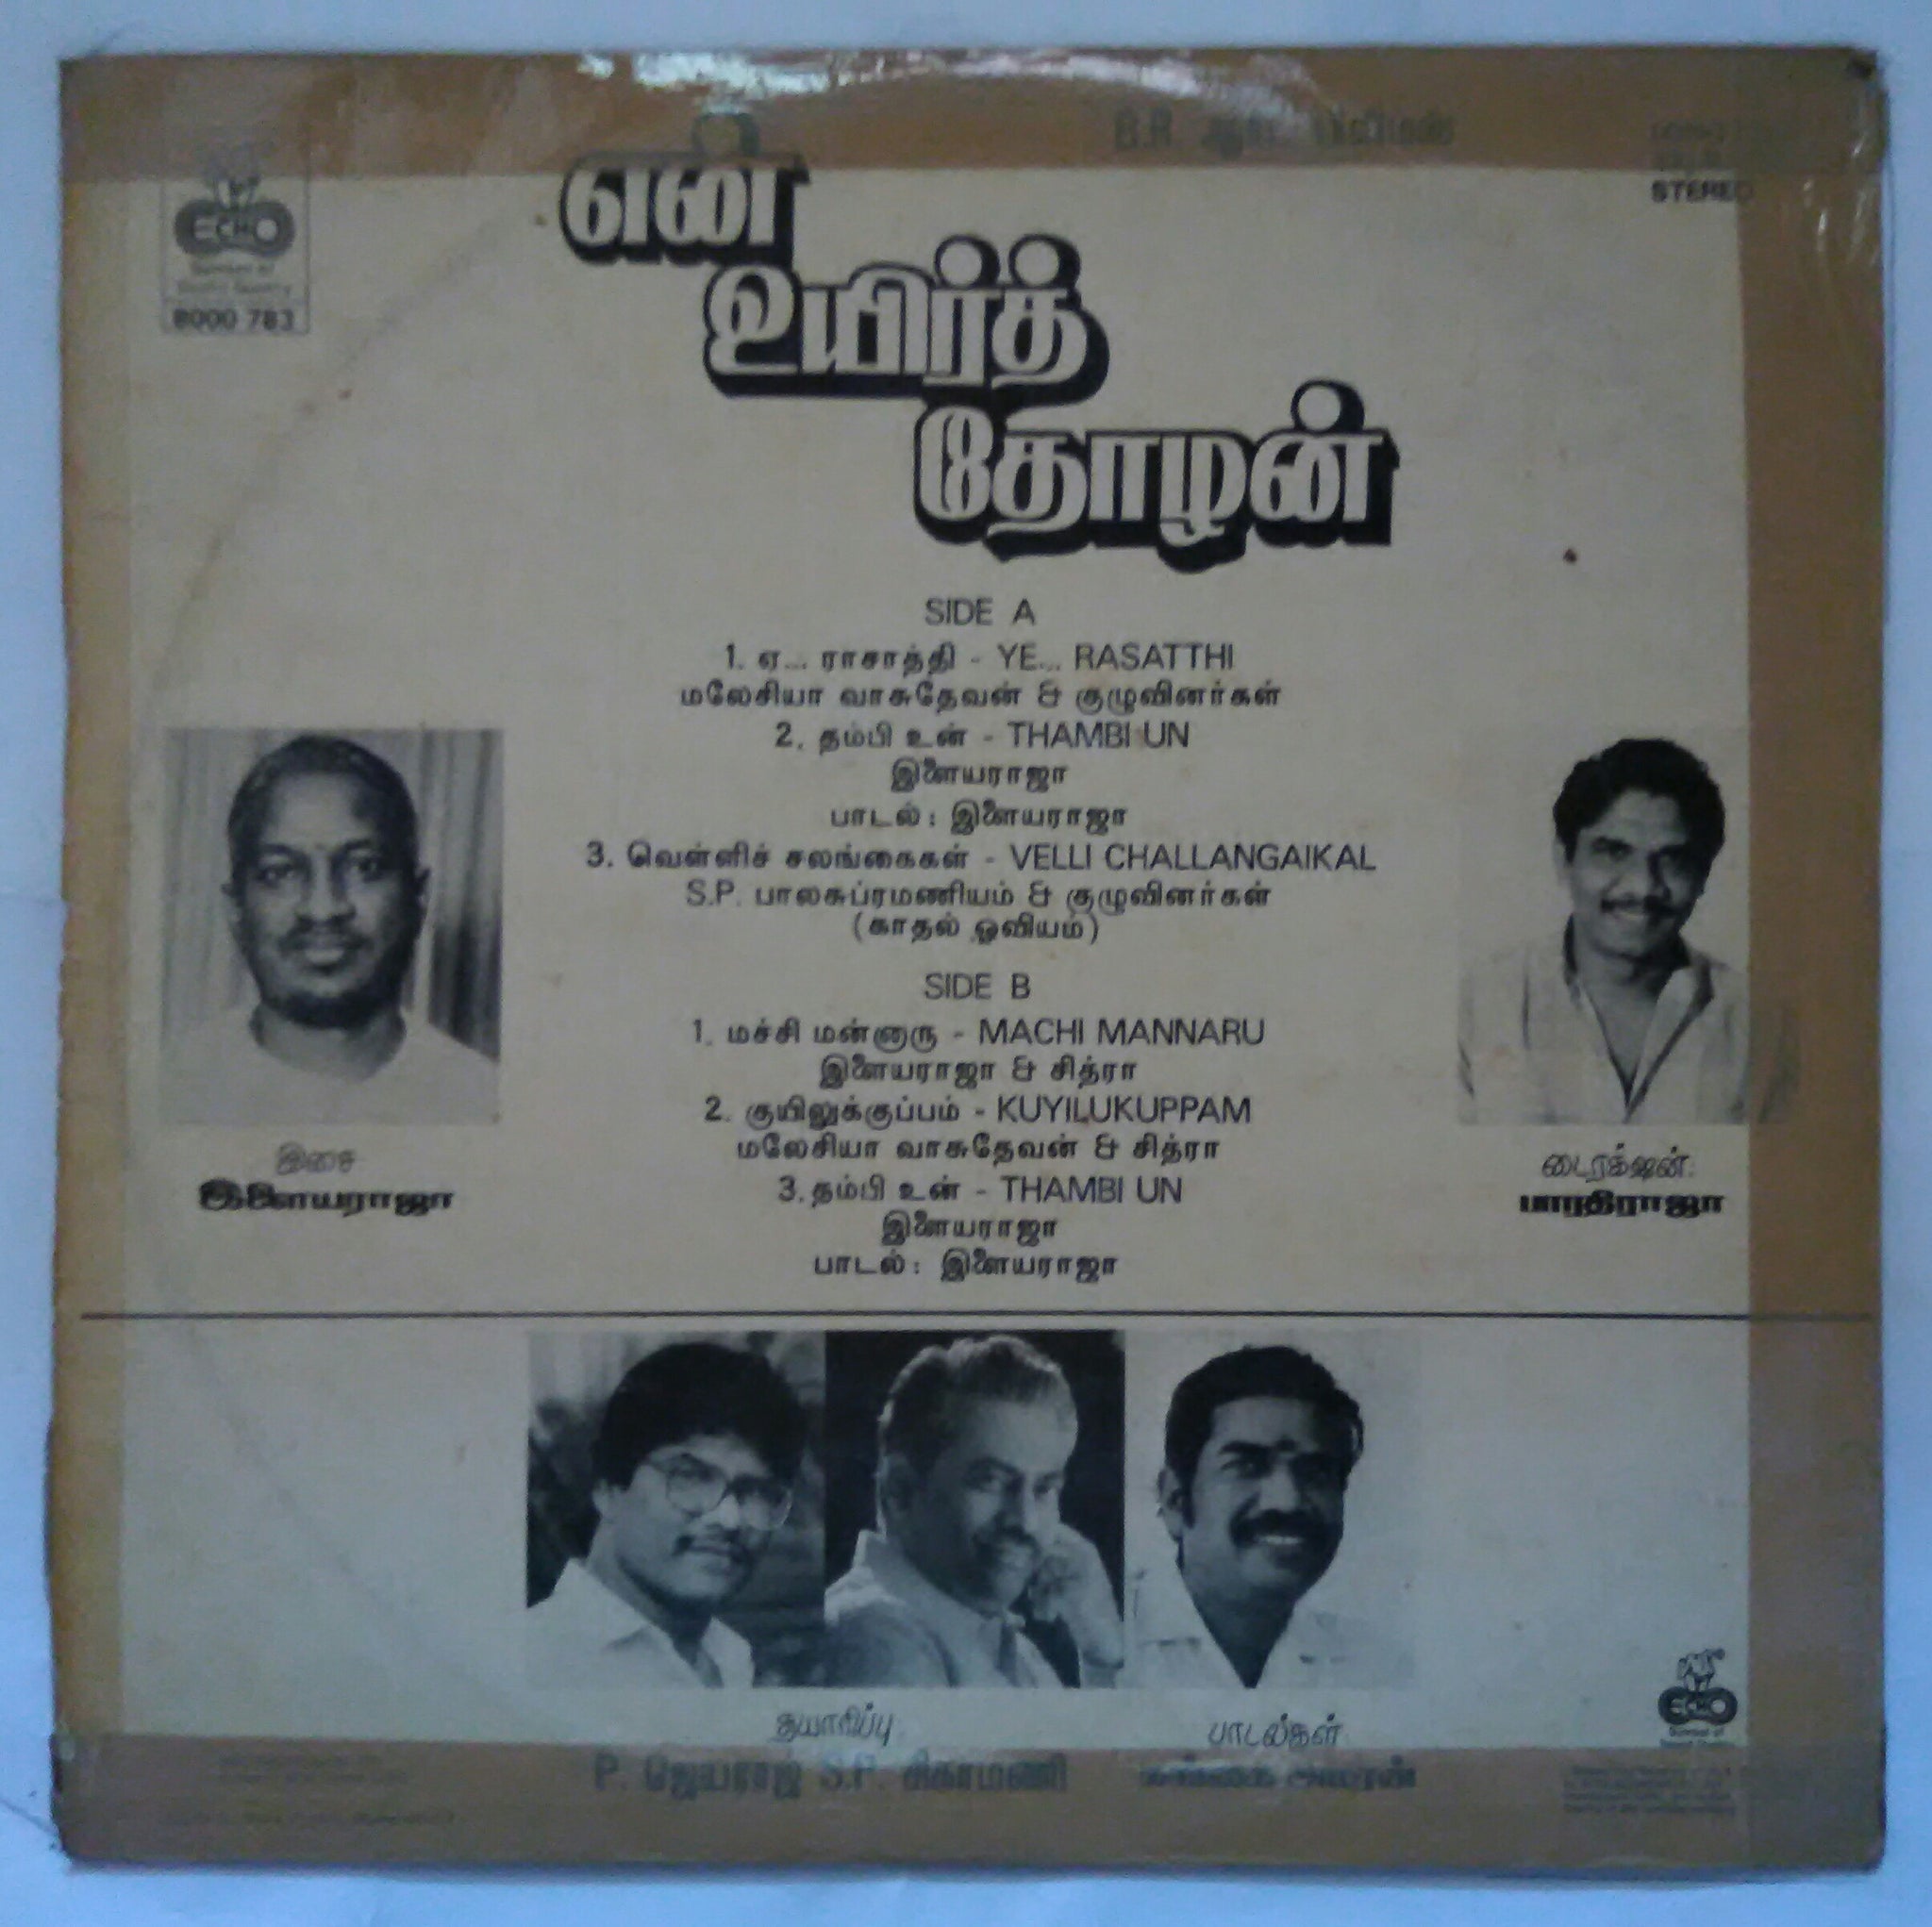 B.R.
STEREO
ECHO
8000 783
என்
உயிர்த்
தோழன்
SIDE A
1. ஏ... ராசாத்தி - YE... RASATTHI
மலேசியா வாசுதேவன் & குழுவினர்கள்
2. தம்பி உன் - THAMBI UN
இளையராஜா
பாடல் : இளையராஜா
3. வெள்ளிச் சலங்கைகள் - VELLI CHALLANGAIKAL
S.P. பாலசுப்ரமணியம் & குழுவினர்கள்
(காதல் ஓவியம்)
SIDE B
1. மச்சி மன்னாரு - MACHI MANNARU
இளையராஜா & சித்ரா
2. குயிலுக்குப்பம் - KUYILUKUPPAM
மலேசியா வாசுதேவன் & சித்ரா
3. தம்பி உன் - THAMBI UN
இளையராஜா
பாடல் : இளையராஜா
இசை
இளையராஜா
டைரக்ஷன்:
பாரதிராஜா
தயாரிப்பு
P. ஜெயராஜ் S.P. சிகாமணி
பாடல்கள்
கங்கை அமரன்
ECHO